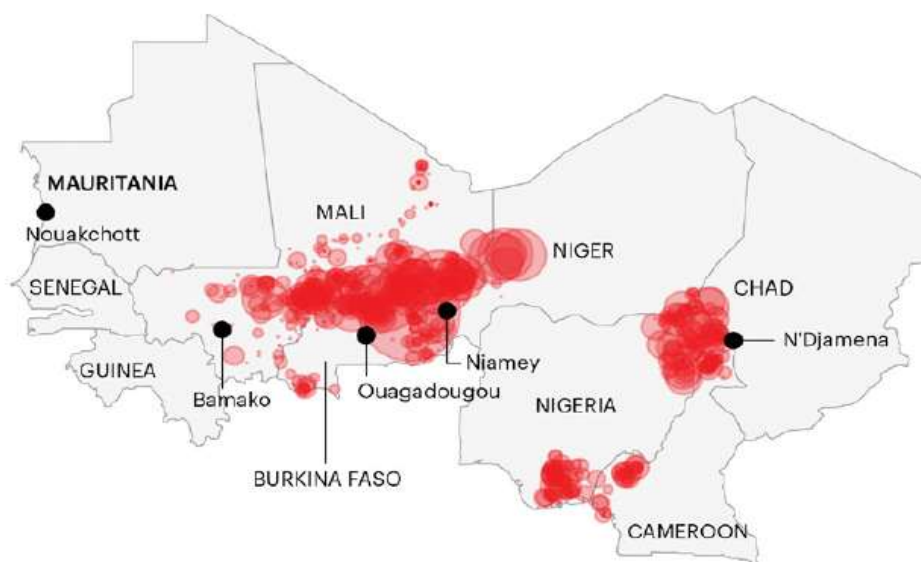 MAURITANIA
MALI
Nouakchott
NIGER
SENEGAL
CHAD
N'Djamena
Niamey
GUINEA
Bamako
Ouagadougou
NIGERIA
BURKINA FASO
CAMEROON